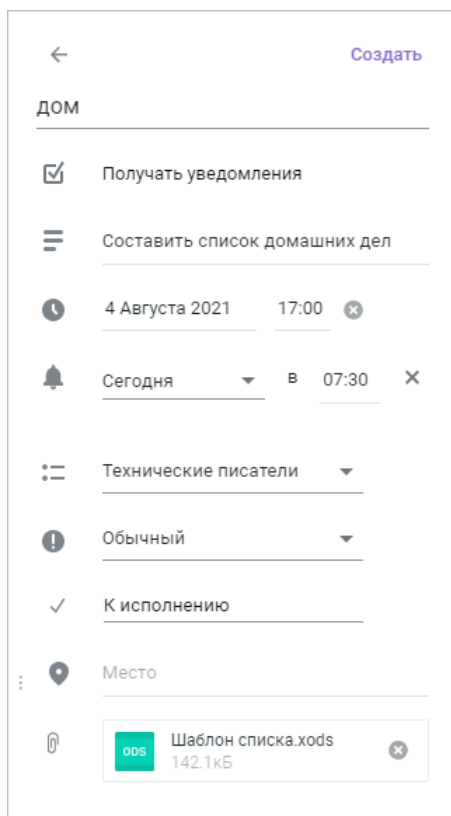 Создать
дом
Получать уведомления
Составить список домашних дел
4 Августа 2021 17:00
Сегодня в 07:30
Технические писатели
Обычный
К исполнению
Место
ODS Шаблон списка.xods
142.1кБ